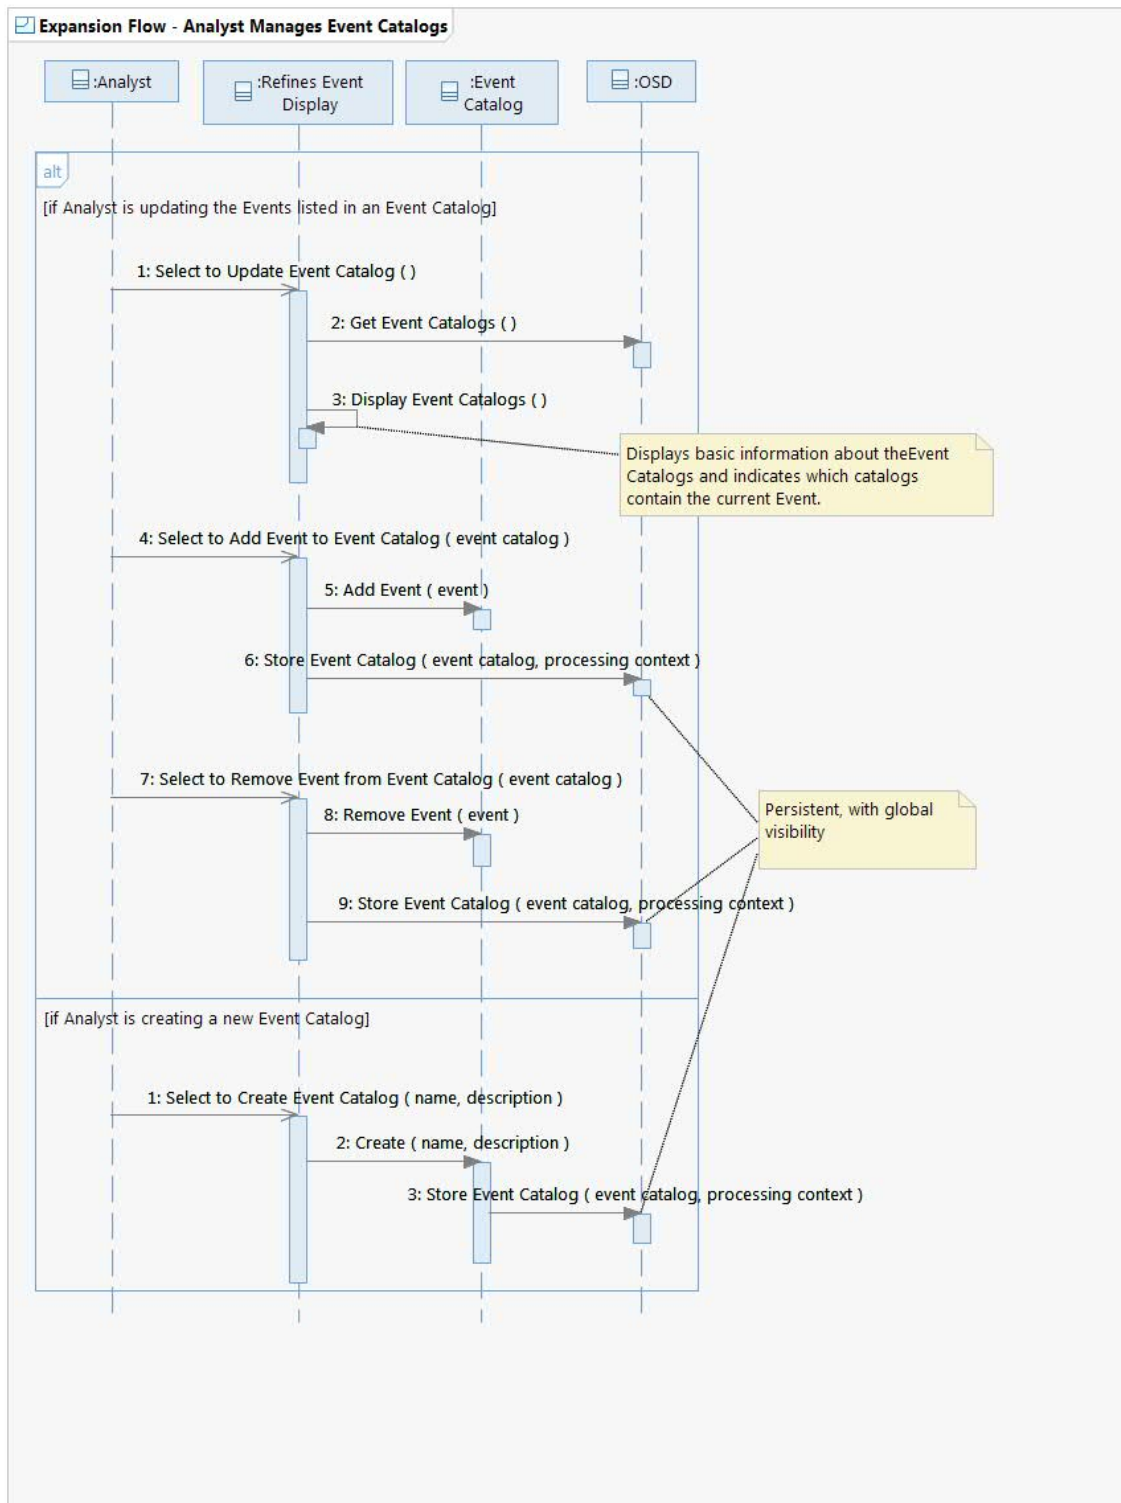 Expansion Flow - Analyst Manages Event Catalogs
:Analyst
:Refines Event
Display
:Event
Catalog
:OSD
alt
[if Analyst is updating the Events listed in an Event Catalog]
1: Select to Update Event Catalog ( )
2: Get Event Catalogs ( )
3: Display Event Catalogs ( )
Displays basic information about theEvent
Catalogs and indicates which catalogs
contain the current Event.
4: Select to Add Event to Event Catalog ( event catalog )
5: Add Event ( event )
6: Store Event Catalog ( event catalog, processing context )
7: Select to Remove Event from Event Catalog ( event catalog )
8: Remove Event ( event )
Persistent, with global
visibility
9: Store Event Catalog ( event catalog, processing context )
[if Analyst is creating a new Event Catalog]
1: Select to Create Event Catalog ( name, description )
2: Create ( name, description )
3: Store Event Catalog ( event catalog, processing context )